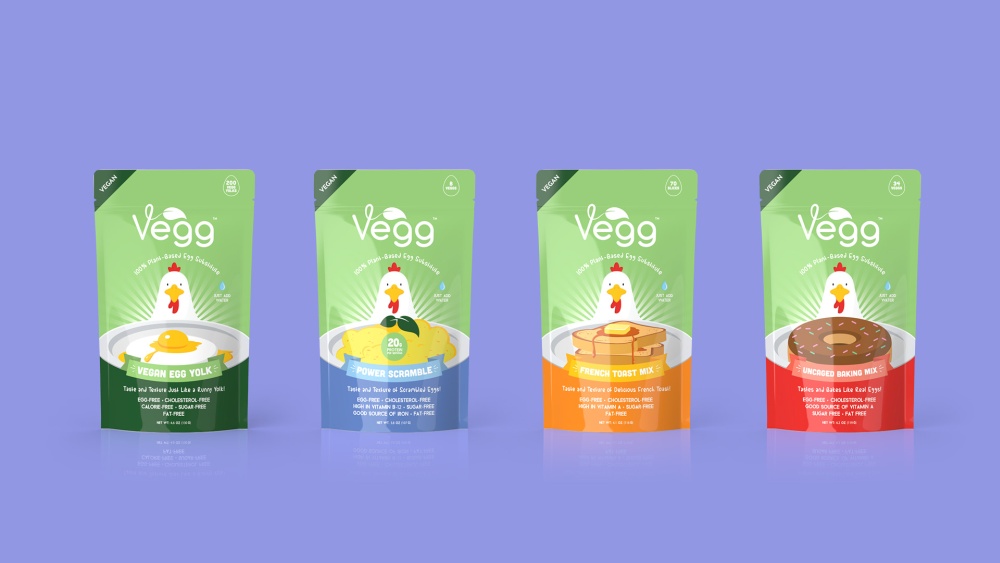 VEGAN
200
Vegg™
100% Plant-Based Egg Substitute
JUST ADD
WATER
VEGAN EGG YOLK
Taste and Texture Just Like a Runny Yolk!
EGG-FREE • CHOLESTEROL-FREE
CALORIE-FREE • SUGAR-FREE
FAT-FREE
VEGAN
Vegg™
100% Plant-Based Egg Substitute
JUST ADD
WATER
20g
POWER SCRAMBLE
Taste and Texture of Scrambled Eggs!
EGG-FREE • CHOLESTEROL-FREE
HIGH IN VITAMIN B-12 • SUGAR-FREE
GOOD SOURCE OF IRON • FAT FREE
VEGAN
Vegg™
100% Plant-Based Egg Substitute
JUST ADD
WATER
FRENCH TOAST MIX
Taste and Texture of Delicious French Toast!
EGG-FREE • CHOLESTEROL-FREE
HIGH IN VITAMIN A • SUGAR-FREE
FAT FREE
VEGAN
24
Vegg™
100% Plant-Based Egg Substitute
JUST ADD
WATER
UNCAGED BAKING MIX
Tastes and Bakes Like Real Eggs!
EGG-FREE • CHOLESTEROL-FREE
GOOD SOURCE OF VITAMIN A
SUGAR FREE • FAT FREE